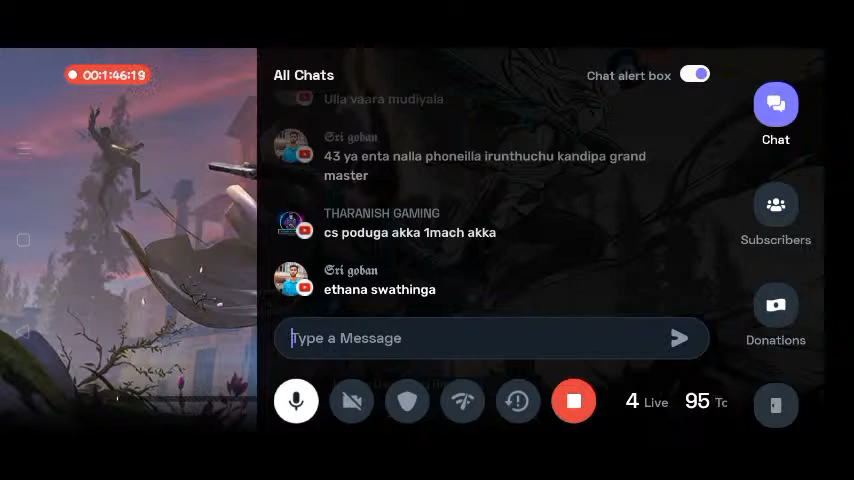 00:1:46:19
All Chats
Chat alert box
Ulla vaara mudiyala
Sri goban
43 ya enta nalla phoneilla irunthuchu kandipa grand
master
THARANISH GAMING
cs poduga akka 1mach akka
Sri goban
ethana swathinga
Type a Message
4 Live 95 Tc
Chat
Subscribers
Donations